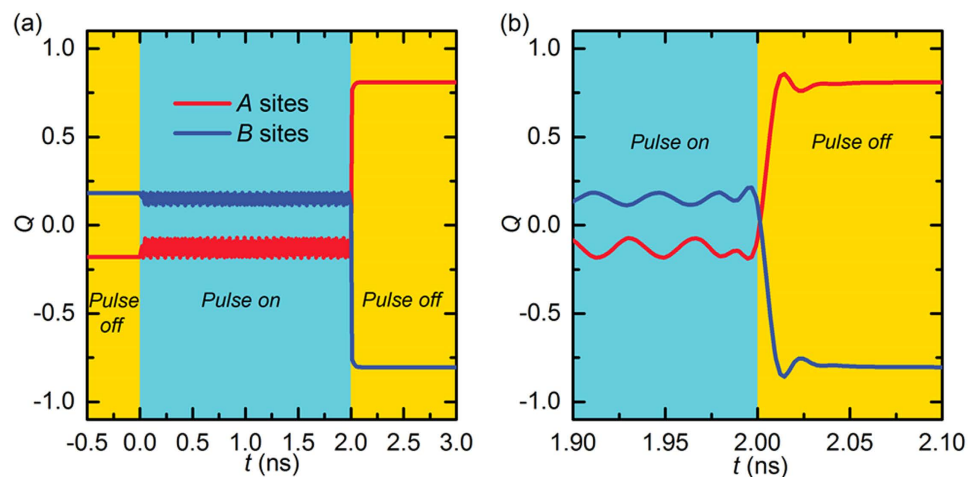 (a)
1.0
0.5
0.0
-0.5
-1.0
Q
A sites
B sites
Pulse off
Pulse on
Pulse off
-0.5 0.0 0.5 1.0 1.5 2.0 2.5 3.0
t (ns)
(b)
1.0
0.5
0.0
-0.5
-1.0
Q
Pulse on
Pulse off
1.90 1.95 2.00 2.05 2.10
t (ns)